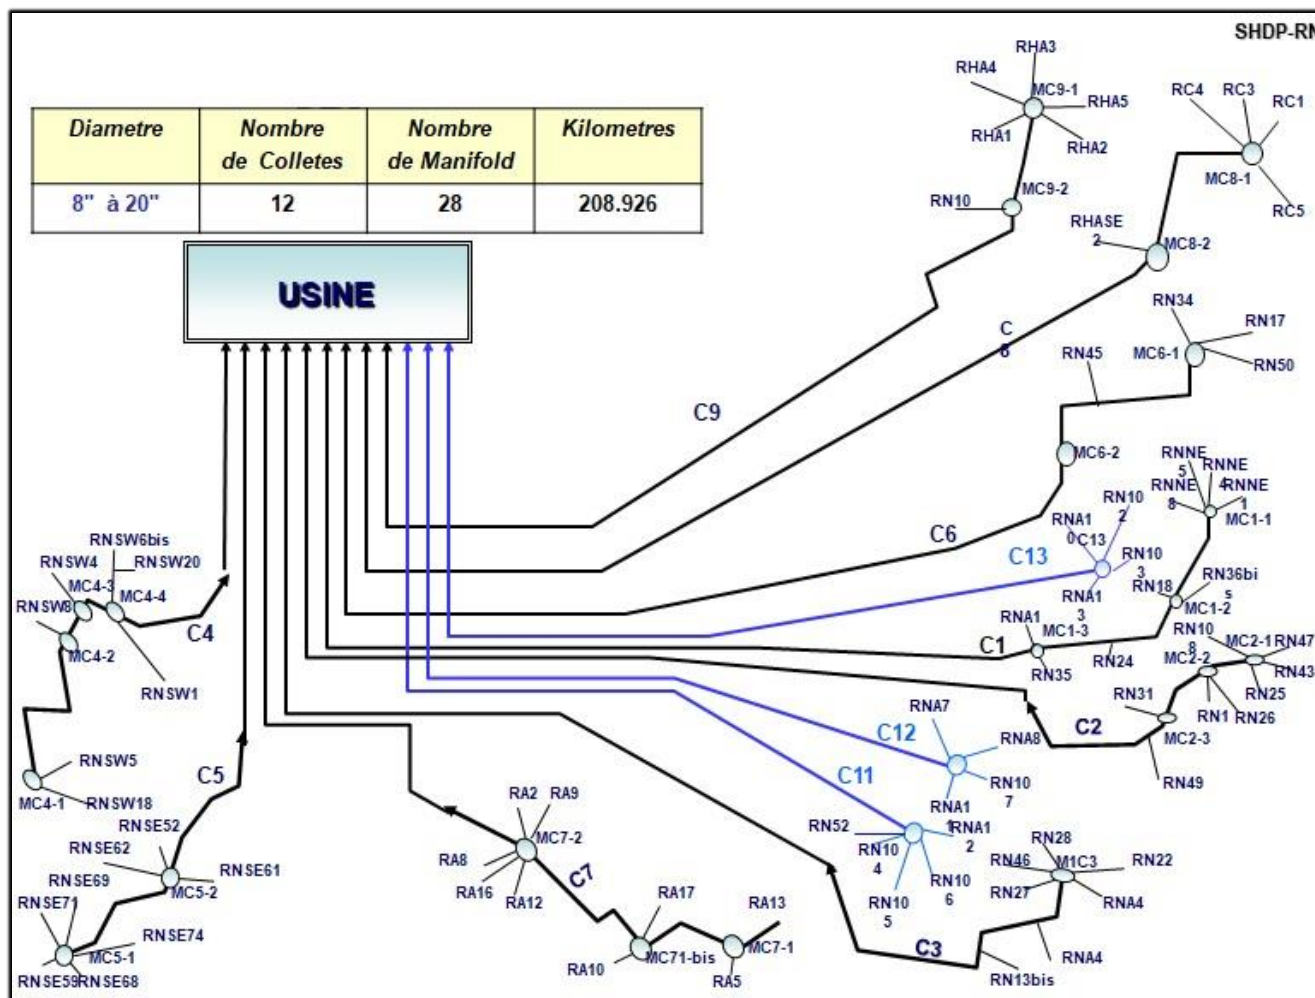 SHDP-RN
Diametre
Nombre
de Colletes
Nombre
de Manifold
Kilometres
8" à 20"
12
28
208.926
USINE
RHA3
RHA4
MC9-1
RHA5
RHA1
RHA2
MC9-2
RN10
C9
RC4
RC3
RC1
MC8-1
RC5
RHASE
2
MC8-2
RN34
RN17
MC6-1
RN50
RN45
MC6-2
C6
RNNE
5
RNNE
4
RNNE
8
RNNE
1
MC1-1
RN10
2
RNA1
0
C13
C13
RN10
3
RNA1
3
RN18
RN36bi
s
MC1-2
RNA1
MC1-3
C1
RN35
RN24
RN10
8
MC2-1
RN47
MC2-2
RN43
RN25
RN1
RN26
RN31
MC2-3
C2
RN49
RNA7
C12
RNA8
RN10
7
RNA1
1
C11
RN52
RNA1
2
RN10
4
RN10
6
RN10
5
RN28
RN46
M1C3
RN22
RN27
RNA4
C3
RNA4
RN13bis
RNSW6bis
RNSW4
RNSW20
MC4-3
MC4-4
RNSW8
C4
MC4-2
RNSW1
RNSW5
MC4-1
RNSW18
C5
RNSE52
RNSE62
RNSE61
RNSE69
MC5-2
RNSE71
RNSE74
MC5-1
RNSE59
RNSE68
RA2
RA9
MC7-2
RA8
C7
RA16
RA12
RA17
RA13
MC71-bis
MC7-1
RA10
RA5